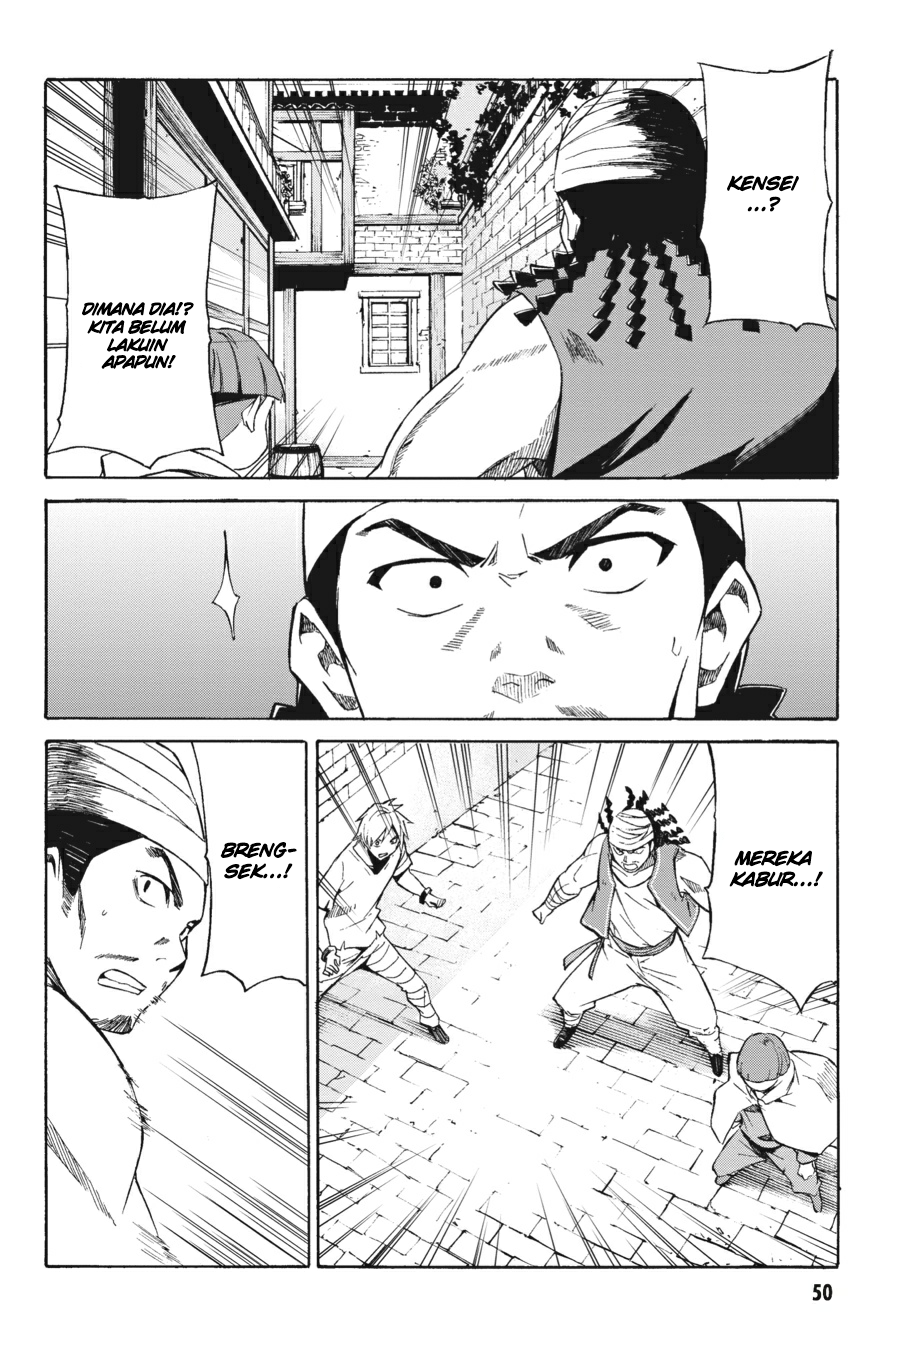 KENSEI
...?
DIMANA DIA!?
KITA BELUM
LAKUIN
APAPUN!
MEREKA
KABUR...!
BRENG-
SEK...!
50